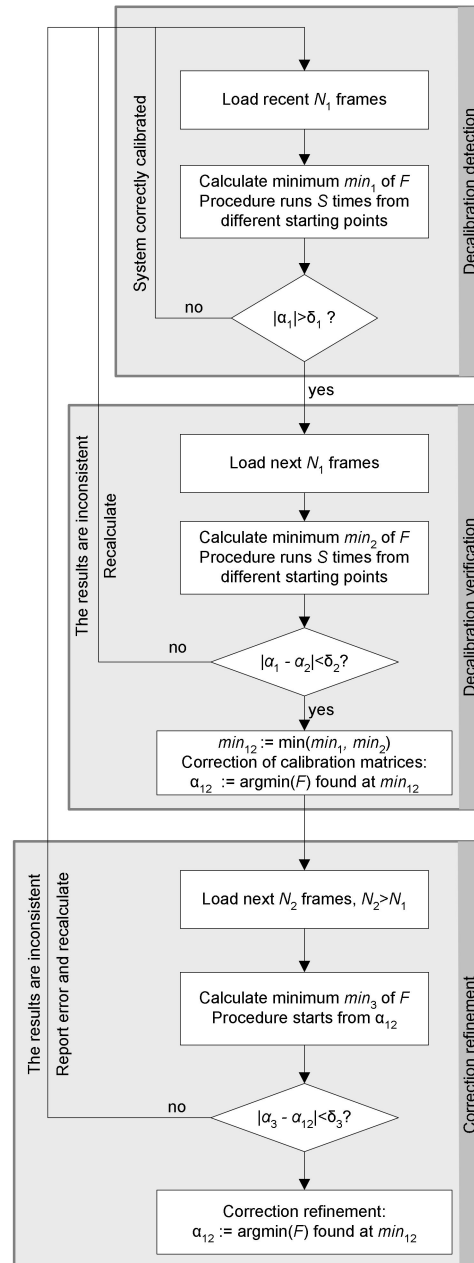 Load recent N₁ frames
Calculate minimum min₁ of F
Procedure runs S times from
different starting points
|α₁|>δ₁ ?
no
System correctly calibrated
Decalibration detection
yes
Load next N₁ frames
Calculate minimum min₂ of F
Procedure runs S times from
different starting points
|α₁ - α₂|<δ₂?
no
The results are inconsistent
Recalculate
Decalibration verification
yes
min₁₂ := min(min₁, min₂)
Correction of calibration matrices:
α₁₂ := argmin(F) found at min₁₂
Load next N₂ frames, N₂>N₁
Calculate minimum min₃ of F
Procedure starts from α₁₂
|α₃ - α₁₂|<δ₃?
no
The results are inconsistent
Report error and recalculate
Correction refinement
Correction refinement:
α₁₂ := argmin(F) found at min₁₂